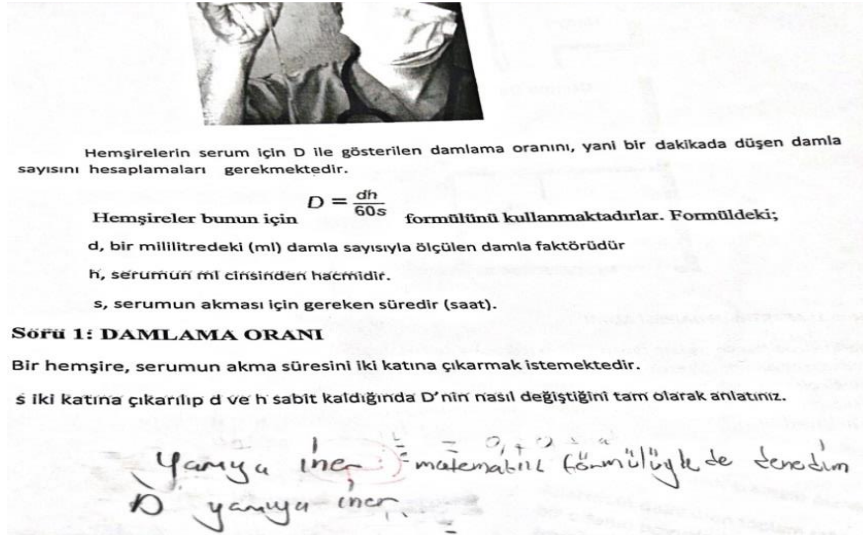 Hemşirelerin serum için D ile gösterilen damlama oranını, yani bir dakikada düşen damla
sayısını hesaplamaları gerekmektedir.
Hemşireler bunun için D = dh/60s formülünü kullanmaktadırlar. Formüldeki;
d, bir mililitredeki (ml) damla sayısıyla ölçülen damla faktörüdür
h, serumun ml cinsinden hacmidir.
s, serumun akması için gereken süredir (saat).
Soru 1: DAMLAMA ORANI
Bir hemşire, serumun akma süresini iki katına çıkarmak istemektedir.
s iki katına çıkarılıp d ve h sabit kaldığında D'nin nasıl değiştiğini tam olarak anlatınız.
Yarıya iner matematik formülüyle de denedim
D yarıya iner